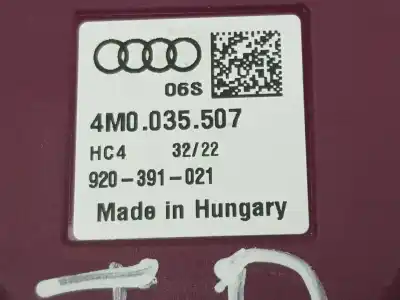 06S
4M0.035.507
HC4 32/22
920-391-021
Made in Hungary